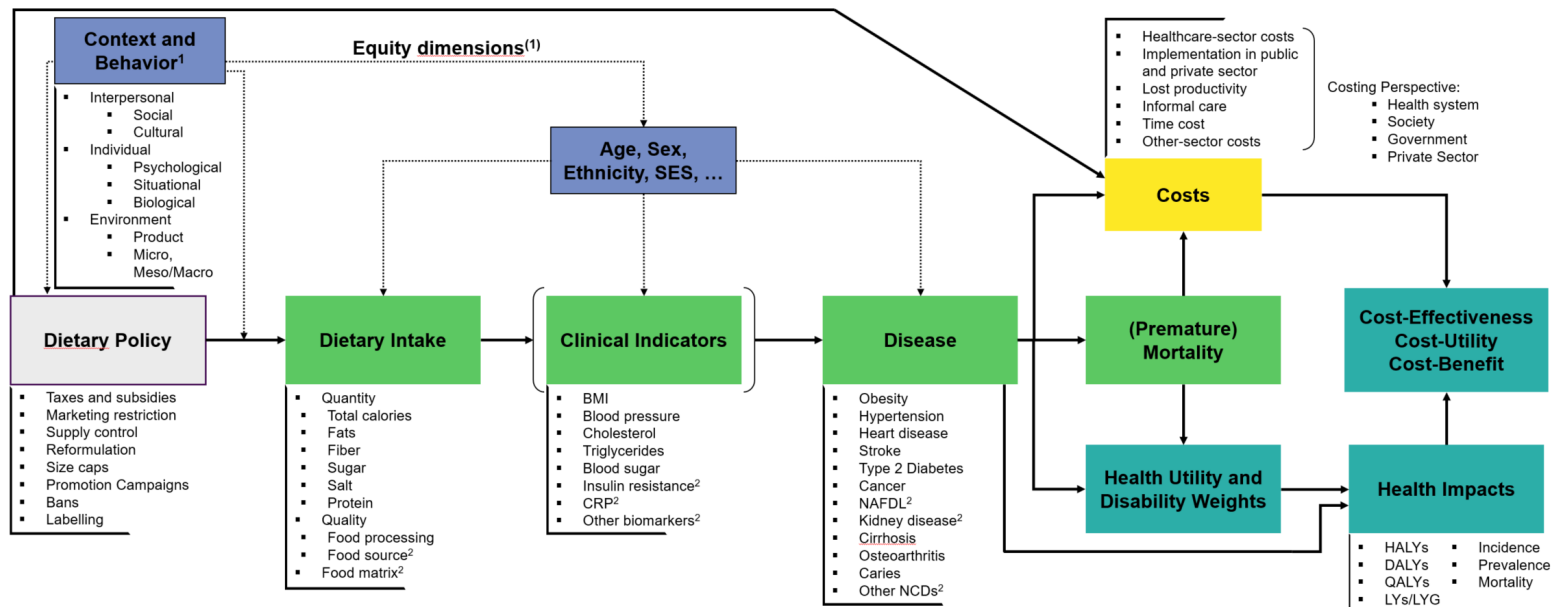 Context and
Behavior1
Equity dimensions(1)
▪ Interpersonal
▪ Social
▪ Cultural
▪ Individual
▪ Psychological
▪ Situational
▪ Biological
▪ Environment
▪ Product
▪ Micro,
Meso/Macro
Age, Sex,
Ethnicity, SES, …
▪ Healthcare-sector costs
▪ Implementation in public
and private sector
▪ Lost productivity
▪ Informal care
▪ Time cost
▪ Other-sector costs
Costing Perspective:
▪ Health system
▪ Society
▪ Government
▪ Private Sector
Costs
Dietary Policy
▪ Taxes and subsidies
▪ Marketing restriction
▪ Supply control
▪ Reformulation
▪ Size caps
▪ Promotion Campaigns
▪ Bans
▪ Labelling
Dietary Intake
▪ Quantity
▪ Total calories
▪ Fats
▪ Fiber
▪ Sugar
▪ Salt
▪ Protein
▪ Quality
▪ Food processing
▪ Food source2
▪ Food matrix2
Clinical Indicators
▪ BMI
▪ Blood pressure
▪ Cholesterol
▪ Triglycerides
▪ Blood sugar
▪ Insulin resistance2
▪ CRP2
▪ Other biomarkers2
Disease
▪ Obesity
▪ Hypertension
▪ Heart disease
▪ Stroke
▪ Type 2 Diabetes
▪ Cancer
▪ NAFDL2
▪ Kidney disease2
▪ Cirrhosis
▪ Osteoarthritis
▪ Caries
▪ Other NCDs2
(Premature)
Mortality
Health Utility and
Disability Weights
Cost-Effectiveness
Cost-Utility
Cost-Benefit
Health Impacts
▪ HALYs
▪ DALYs
▪ QALYs
▪ LYs/LYG
▪ Incidence
▪ Prevalence
▪ Mortality